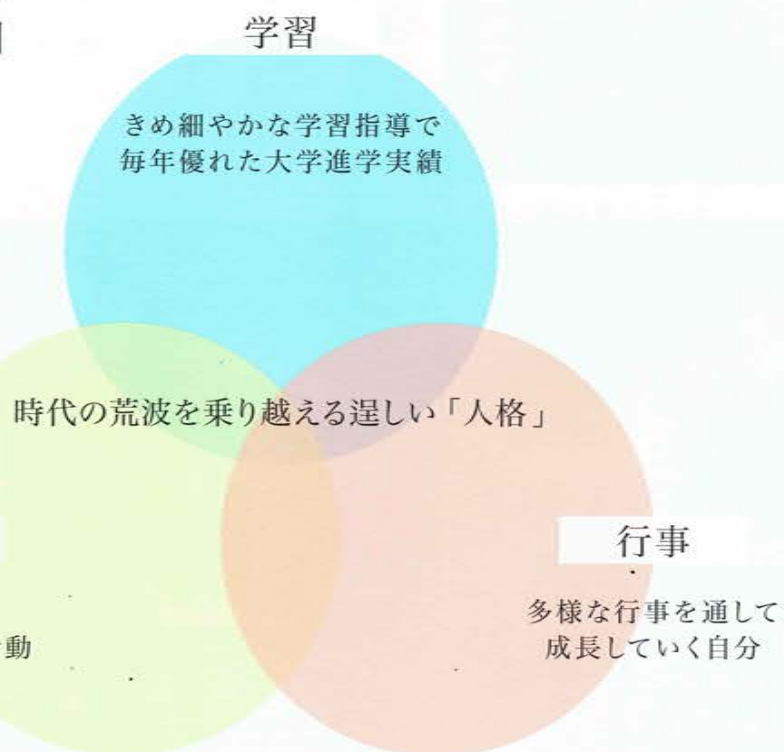 学習
きめ細やかな学習指導で
毎年優れた大学進学実績
時代の荒波を乗り越える逞しい「人格」
行事
多様な行事を通して
成長していく自分
動